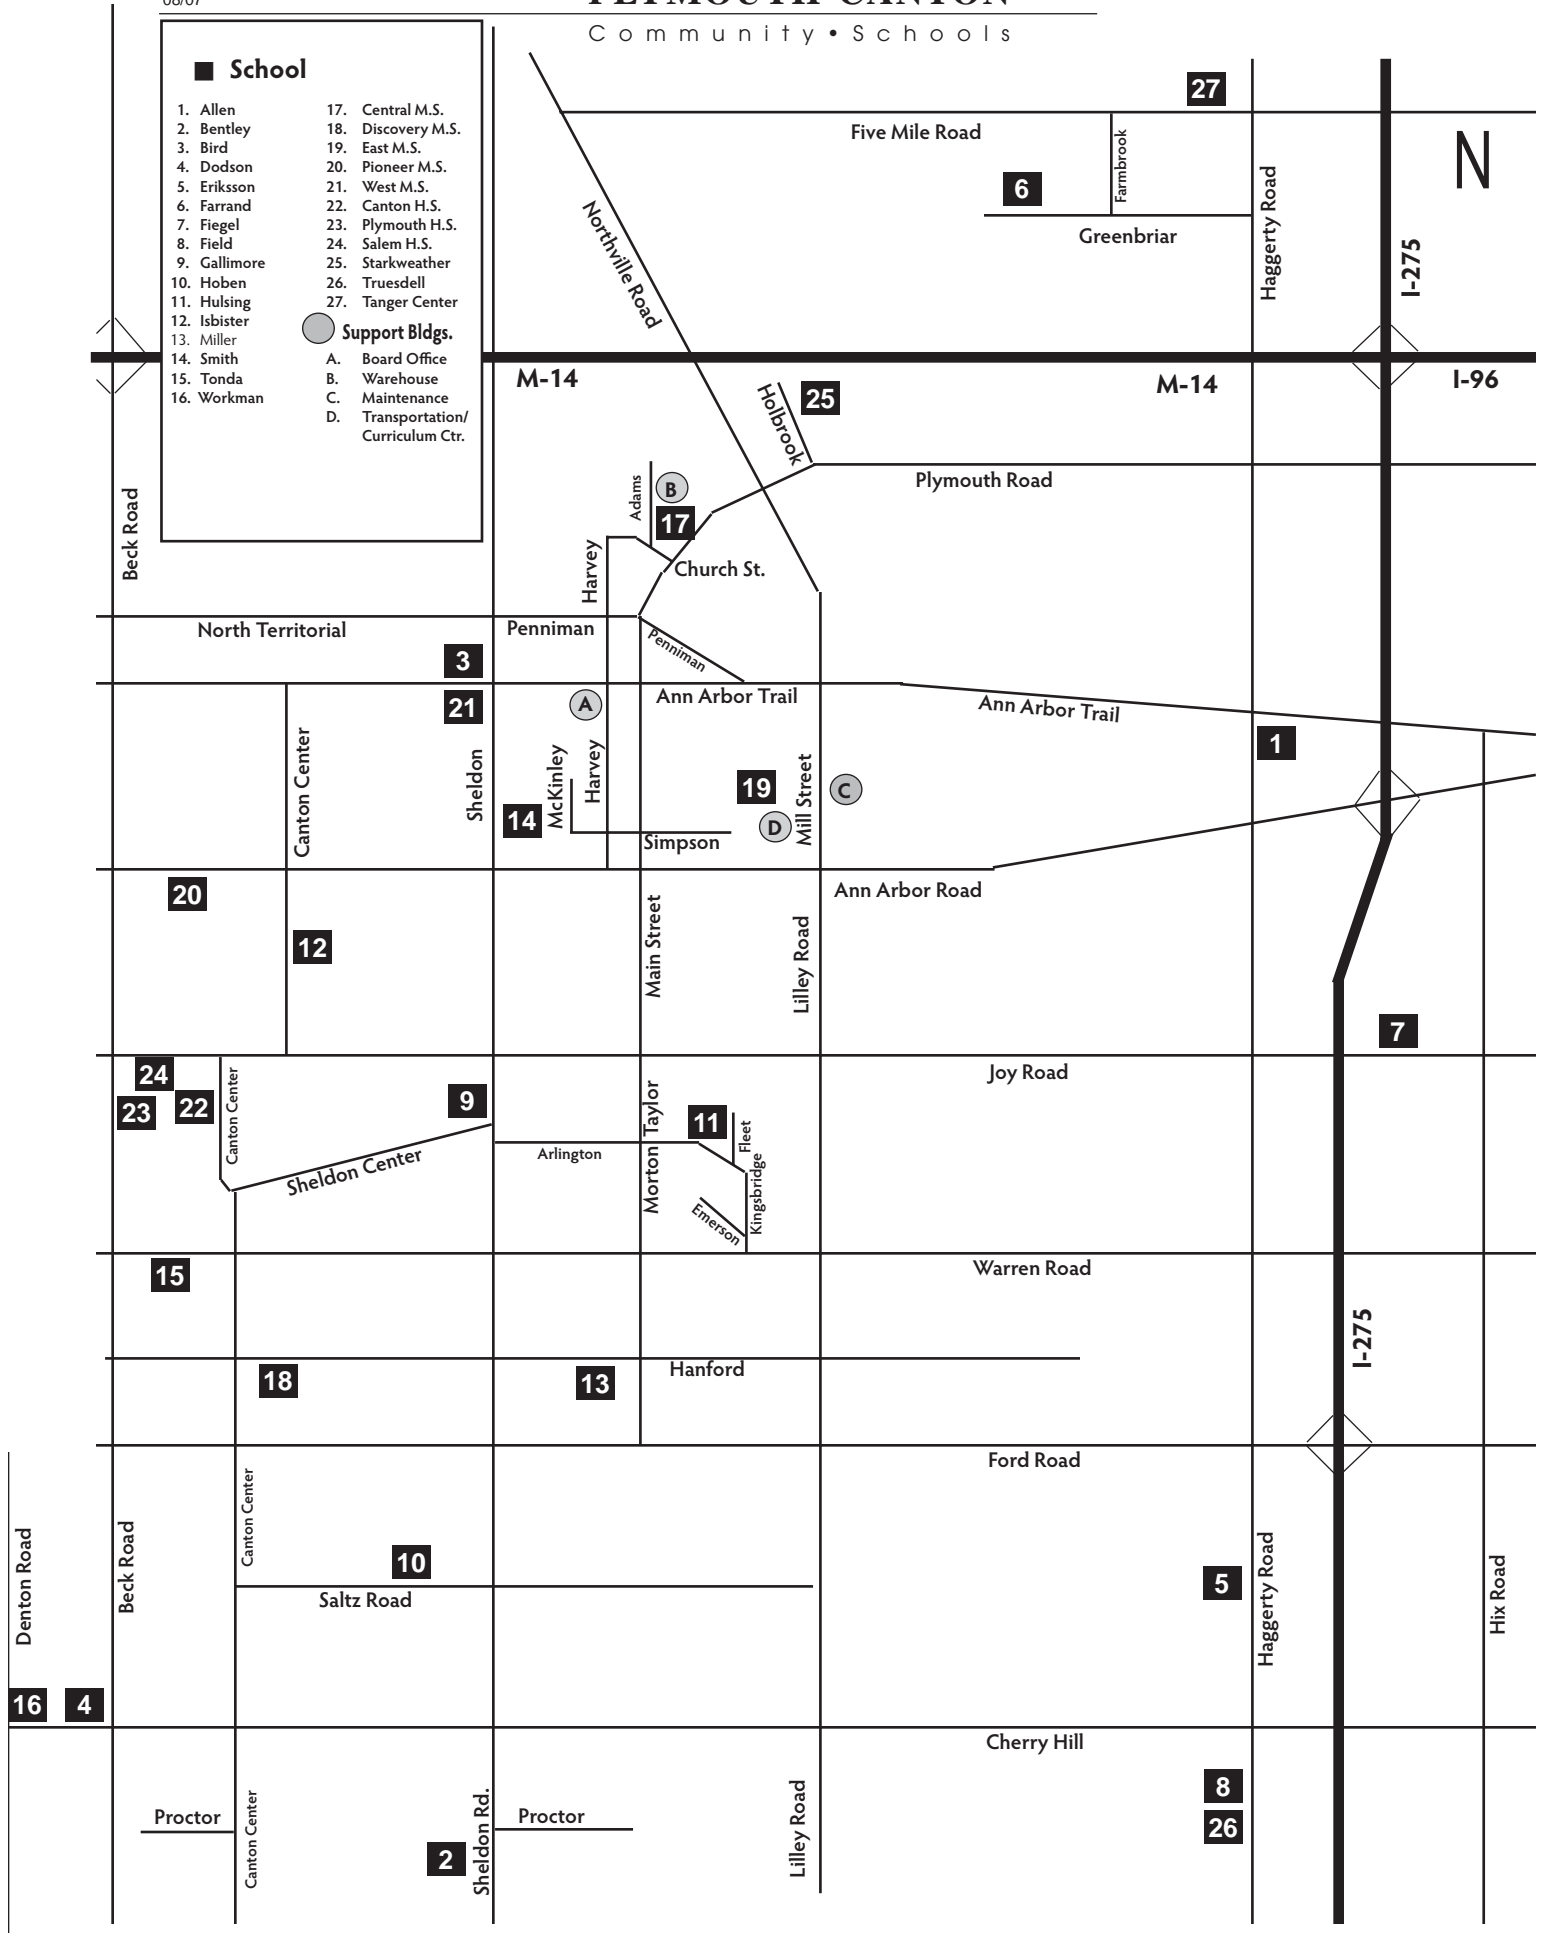 08/07
PLYMOUTH-CANTON
Community • Schools
■ School
1. Allen
2. Bentley
3. Bird
4. Dodson
5. Eriksson
6. Farrand
7. Fiegel
8. Field
9. Gallimore
10. Hoben
11. Hulsing
12. Isbister
13. Miller
14. Smith
15. Tonda
16. Workman
17. Central M.S.
18. Discovery M.S.
19. East M.S.
20. Pioneer M.S.
21. West M.S.
22. Canton H.S.
23. Plymouth H.S.
24. Salem H.S.
25. Starkweather
26. Truesdell
27. Tanger Center
Support Bldgs.
A. Board Office
B. Warehouse
C. Maintenance
D. Transportation/
Curriculum Ctr.
27
Five Mile Road
Farmbrook
N
6
Greenbriar
Haggerty Road
I-275
Northville Road
M-14
M-14
I-96
Holbrook
25
Plymouth Road
Adams
B
17
Beck Road
Harvey
Church St.
North Territorial
Penniman
Penniman
3
Ann Arbor Trail
Ann Arbor Trail
21
A
1
Canton Center
Sheldon
McKinley
Harvey
19
Mill Street
C
14
D
Simpson
20
Ann Arbor Road
12
Main Street
Lilley Road
7
24
Joy Road
23
22
Canton Center
9
Morton Taylor
11
Fleet
Arlington
Sheldon Center
Kingsbridge
Emerson
15
Warren Road
I-275
18
13
Hanford
Ford Road
Canton Center
Denton Road
Beck Road
10
Saltz Road
5
Haggerty Road
Hix Road
16
4
Cherry Hill
8
26
Proctor
Canton Center
Sheldon Rd.
Proctor
2
Lilley Road